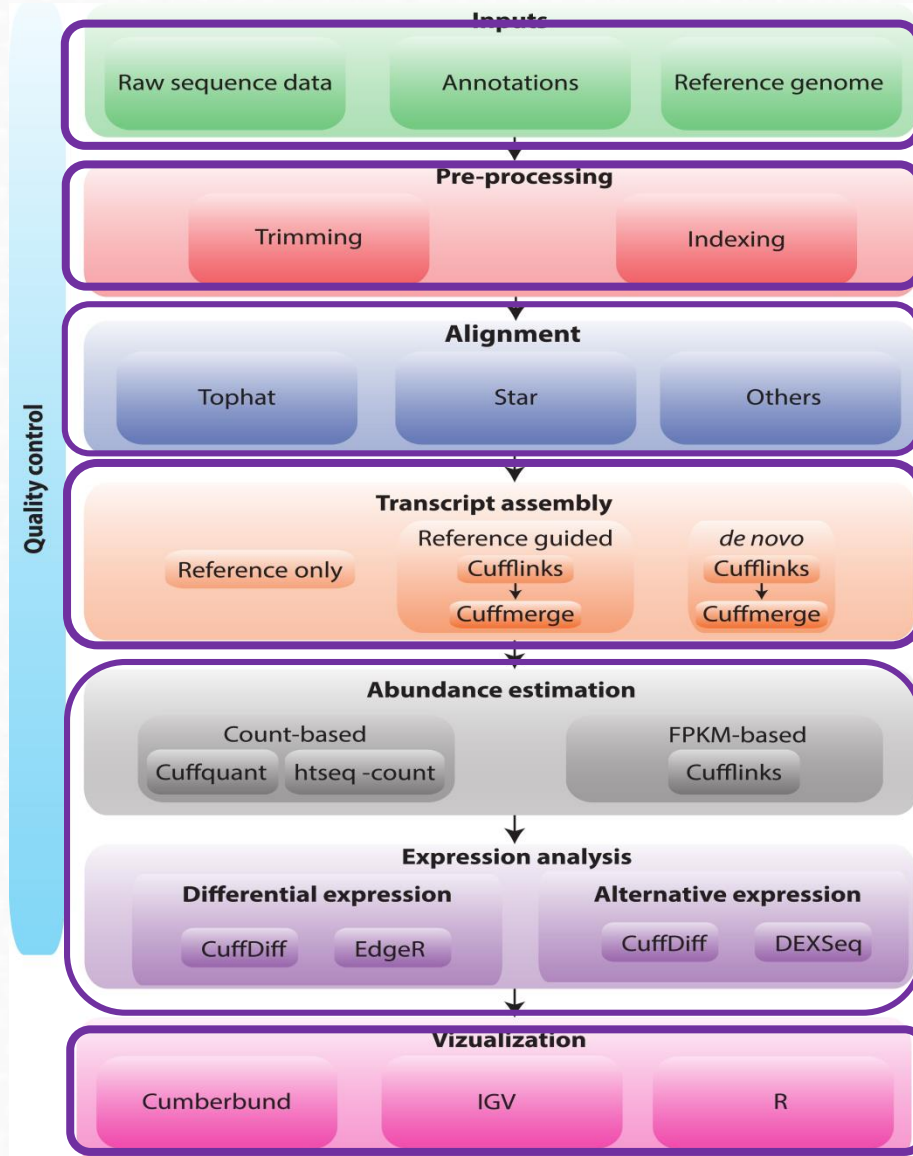 Inputs
Raw sequence data
Annotations
Reference genome
Pre-processing
Trimming
Indexing
Alignment
Tophat
Star
Others
Quality control
Transcript assembly
Reference only
Reference guided
Cufflinks
Cuffmerge
de novo
Cufflinks
Cuffmerge
Abundance estimation
Count-based
Cuffquant
htseq -count
FPKM-based
Cufflinks
Expression analysis
Differential expression
CuffDiff
EdgeR
Alternative expression
CuffDiff
DEXSeq
Vizualization
Cumberbund
IGV
R